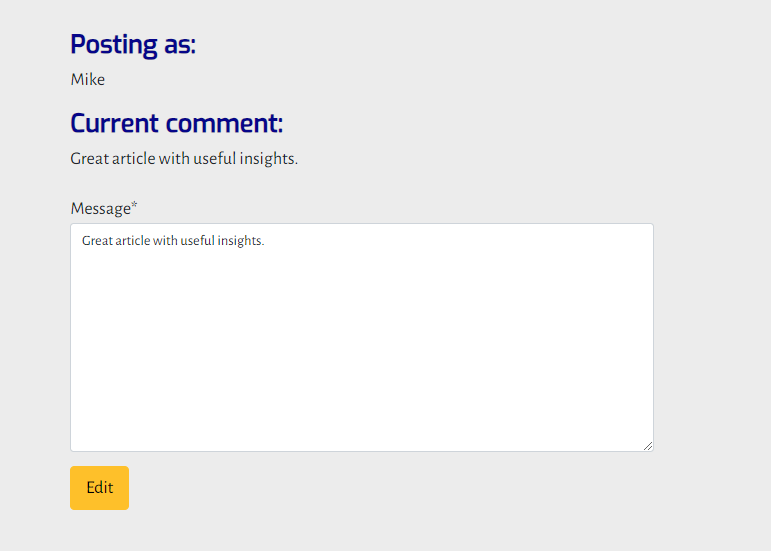 Posting as:
Mike
Current comment:
Great article with useful insights.
Message*
Great article with useful insights.
Edit